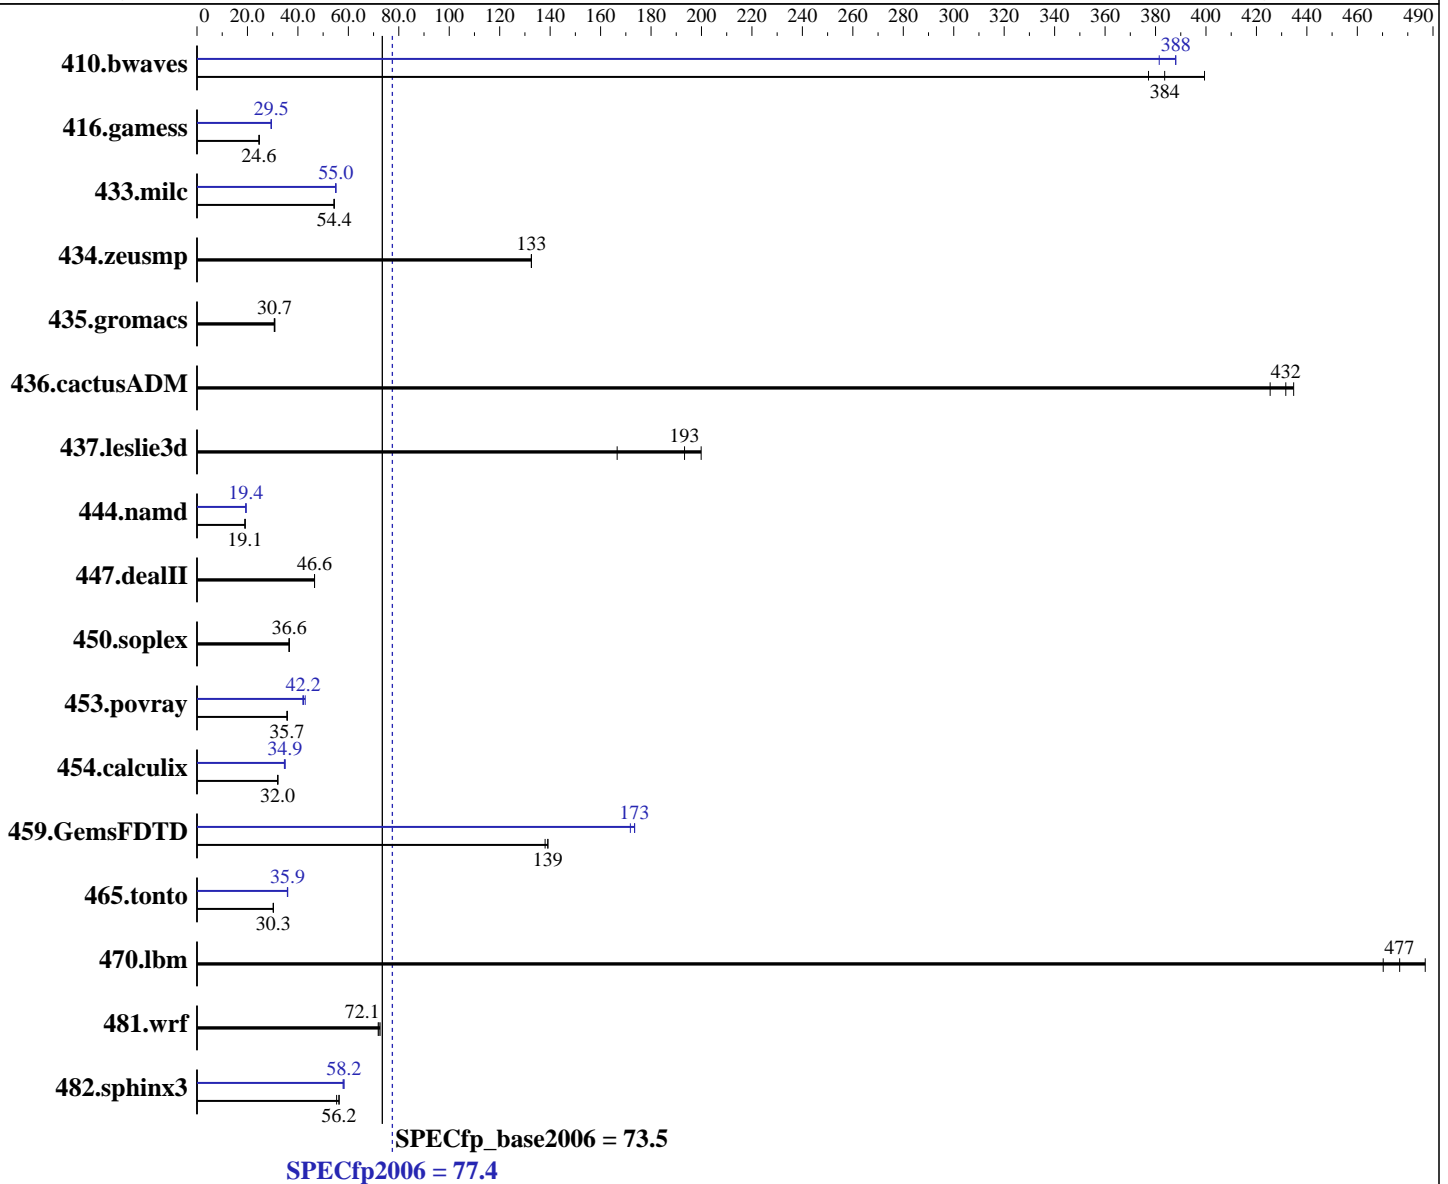 0 20.0 40.0 60.0 80.0 100 120 140 160 180 200 220 240 260 280 300 320 340 360 380 400 420 440 460 490
388
410.bwaves
384
29.5
416.gamess
24.6
55.0
433.milc
54.4
133
434.zeusmp
30.7
435.gromacs
432
436.cactusADM
193
437.leslie3d
19.4
444.namd
19.1
46.6
447.dealII
36.6
450.soplex
42.2
453.povray
35.7
34.9
454.calculix
32.0
173
459.GemsFDTD
139
35.9
465.tonto
30.3
477
470.lbm
72.1
481.wrf
58.2
482.sphinx3
56.2
SPECfp_base2006 = 73.5
SPECfp2006 = 77.4